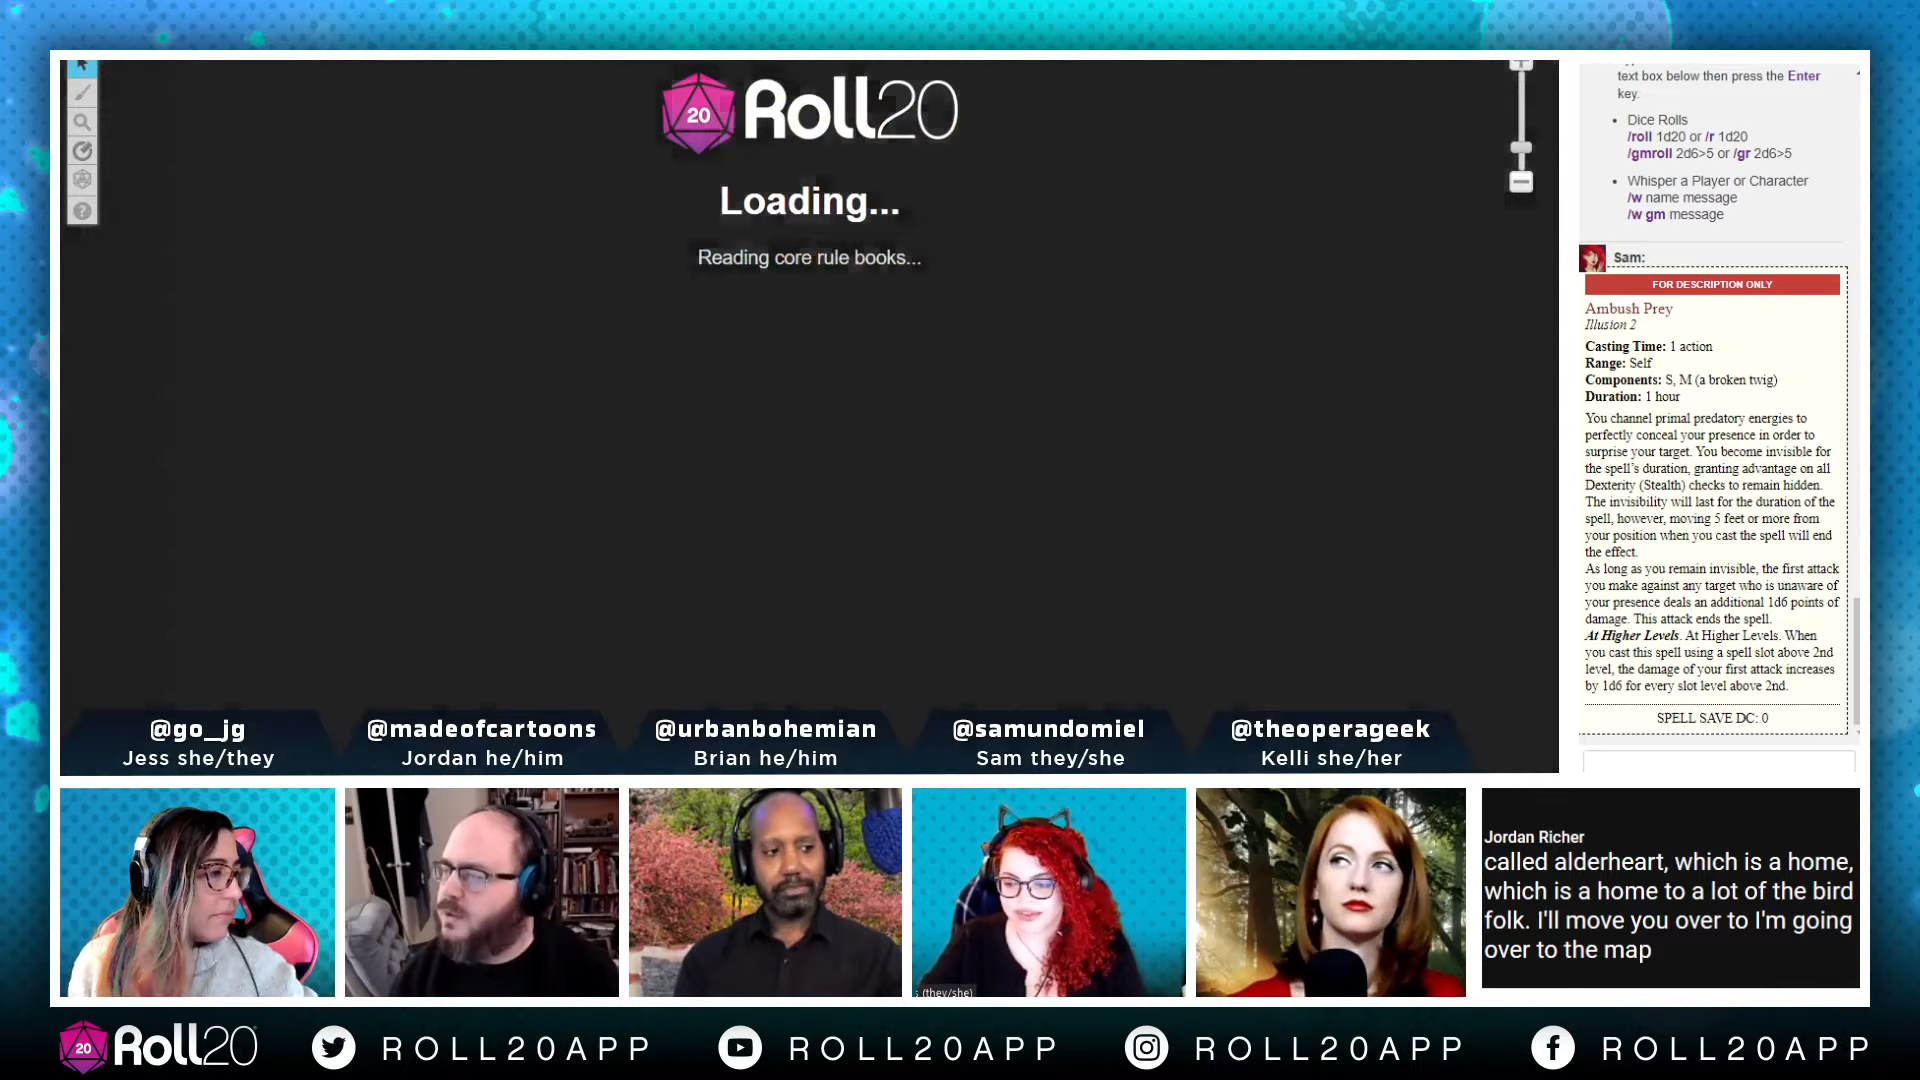 20 Roll20
Loading...
Reading core rule books...
text box below then press the Enter
key.
Dice Rolls
/roll 1d20 or /r 1d20
/gmroll 2d6>5 or /gr 2d6>5
Whisper a Player or Character
/w name message
/w gm message
Sam:
FOR DESCRIPTION ONLY
Ambush Prey
Illusion 2
Casting Time: 1 action
Range: Self
Components: S, M (a broken twig)
Duration: 1 hour
You channel primal predatory energies to
perfectly conceal your presence in order to
surprise your target. You become invisible for
the spell's duration, granting advantage on all
Dexterity (Stealth) checks to remain hidden.
The invisibility will last for the duration of the
spell, however, moving 5 feet or more from
your position when you cast the spell will end
the effect.
As long as you remain invisible, the first attack
you make against any target who is unaware of
your presence deals an additional 1d6 points of
damage. This attack ends the spell.
At Higher Levels. At Higher Levels. When
you cast this spell using a spell slot above 2nd
level, the damage of your first attack increases
by 1d6 for every slot level above 2nd.
SPELL SAVE DC: 0
@go_jg
Jess she/they
@madeofcartoons
Jordan he/him
@urbanbohemian
Brian he/him
@samundomiel
Sam they/she
@theoperageek
Kelli she/her
(they/she)
Jordan Richer
called alderheart, which is a home,
which is a home to a lot of the bird
folk. I'll move you over to I'm going
over to the map
20 Roll20
ROLL20APP
ROLL20APP
ROLL20APP
ROLL20APP